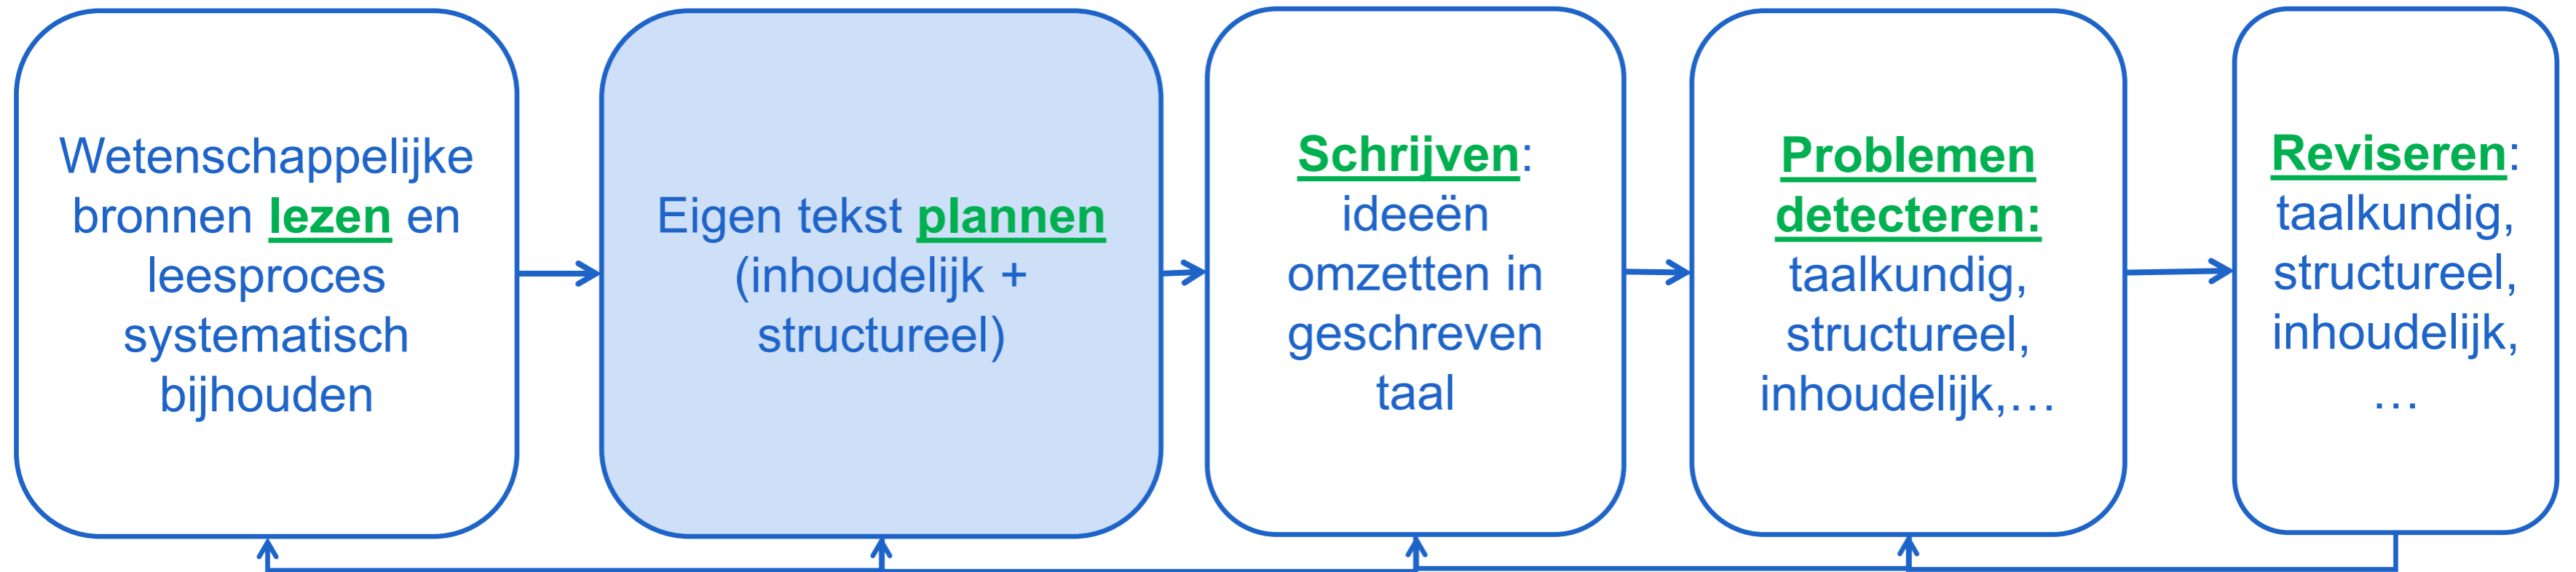 Wetenschappelijke
bronnen lezen en
leesproces
systematisch
bijhouden
Eigen tekst plannen
(inhoudelijk +
structureel)
Schrijven:
ideeën
omzetten in
geschreven
taal
Problemen
detecteren:
taalkundig,
structureel,
inhoudelijk,…
Reviseren:
taalkundig,
structureel,
inhoudelijk,
…